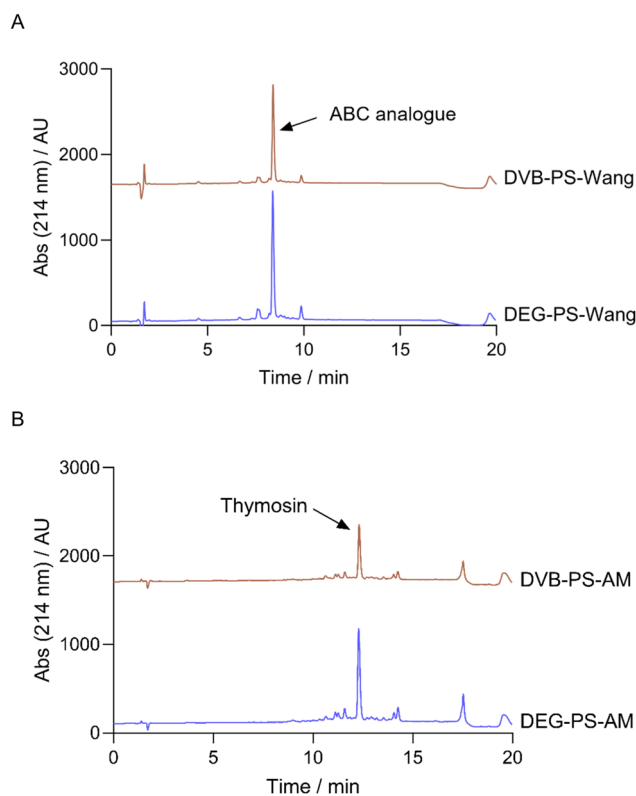 A
3000
2000
1000
0
Abs (214 nm) / AU
ABC analogue
DVB-PS-Wang
DEG-PS-Wang
0 5 10 15 20
Time / min
B
3000
2000
1000
0
Abs (214 nm) / AU
Thymosin
DVB-PS-AM
DEG-PS-AM
0 5 10 15 20
Time / min